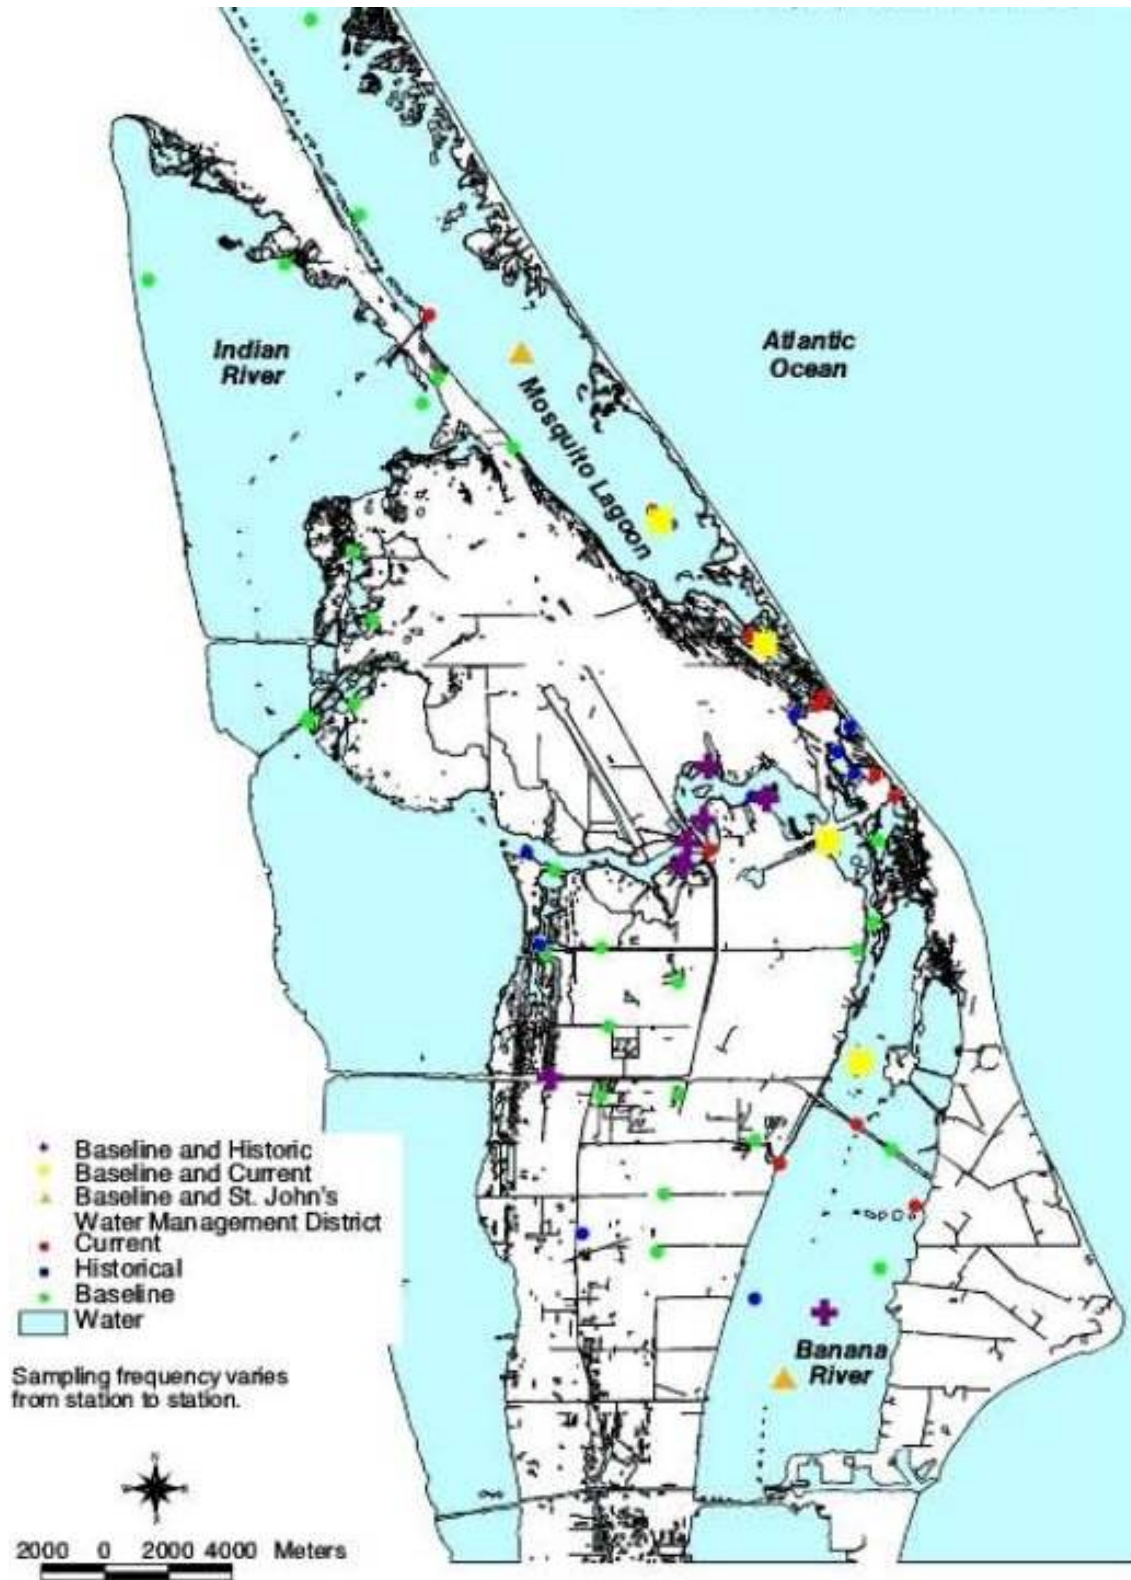 Atlantic
Ocean
Indian
River
Mosquito Lagoon
Baseline and Historic
Baseline and Current
Baseline and St. John's
Water Management District
Current
Historical
Baseline
Water
Banana
River
Sampling frequency varies
from station to station.
N
2000 0 2000 4000 Meters